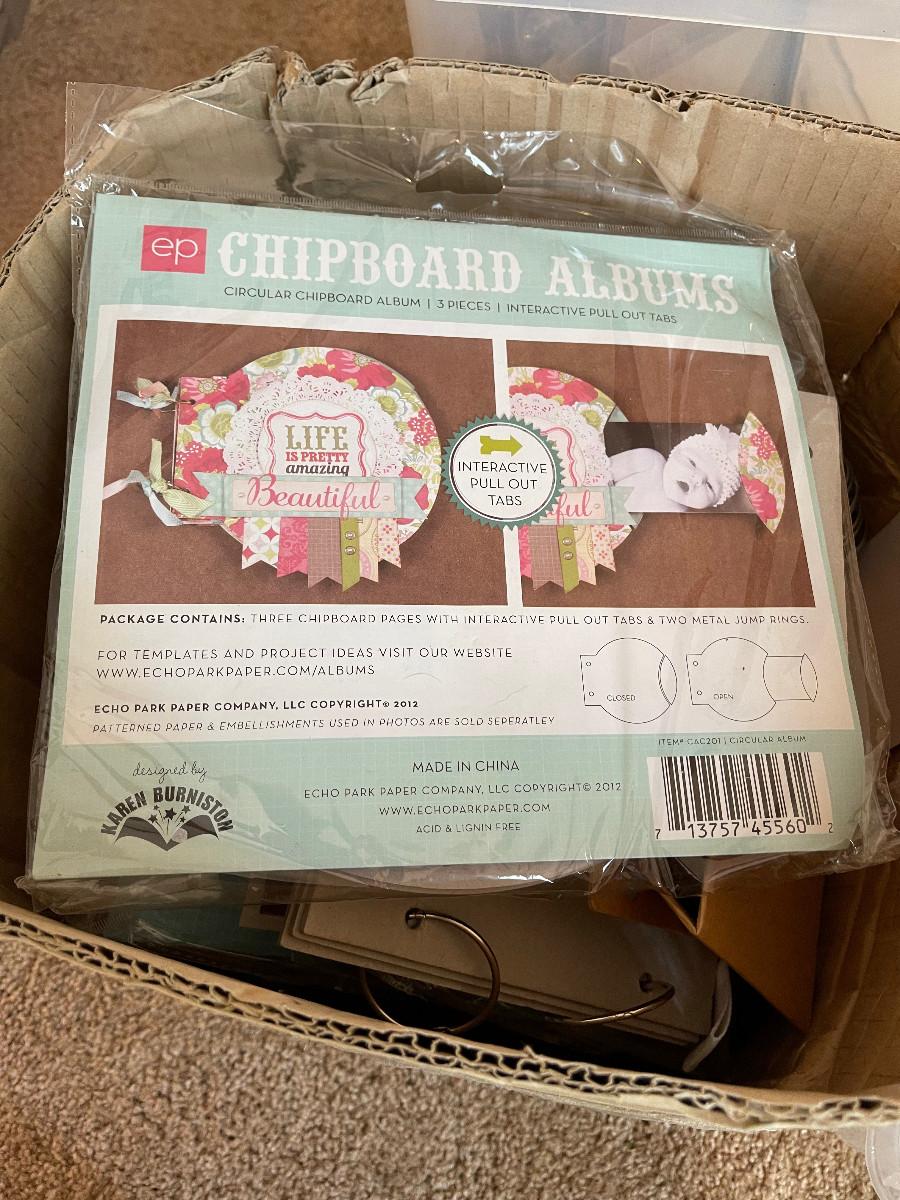 ep CHIPBOARD ALBUMS
CIRCULAR CHIPBOARD ALBUM | 3 PIECES | INTERACTIVE PULL OUT TABS
LIFE
IS PRETTY
amazing
Beautiful
INTERACTIVE
PULL OUT
TABS
ful
PACKAGE CONTAINS: THREE CHIPBOARD PAGES WITH INTERACTIVE PULL OUT TABS & TWO METAL JUMP RINGS.
FOR TEMPLATES AND PROJECT IDEAS VISIT OUR WEBSITE
WWW.ECHOPARKPAPER.COM/ALBUMS
CLOSED
OPEN
ECHO PARK PAPER COMPANY, LLC COPYRIGHT© 2012
PATTERNED PAPER & EMBELLISHMENTS USED IN PHOTOS ARE SOLD SEPERATLEY
ITEM# CAC201 | CIRCULAR ALBUM
designed by
KAREN BURNISTON
MADE IN CHINA
ECHO PARK PAPER COMPANY, LLC COPYRIGHT© 2012
WWW.ECHOPARKPAPER.COM
ACID & LIGNIN FREE
7 13757 45560 2